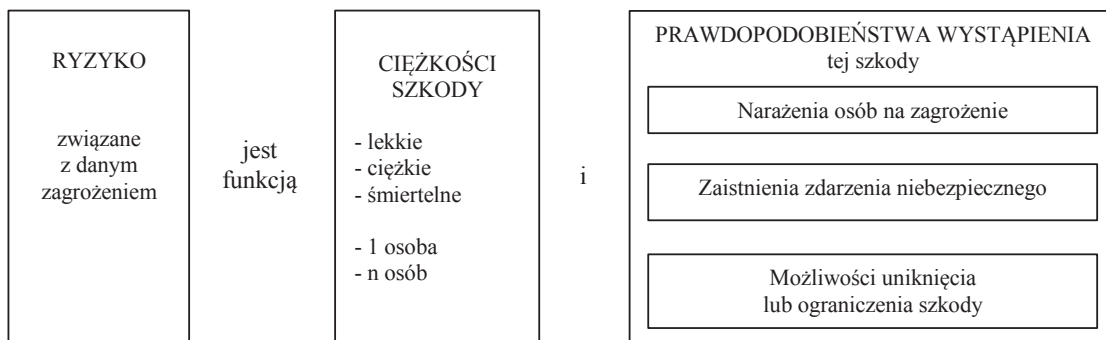 RYZYKO
związane
z danym
zagrożeniem
jest
funkcją
CIĘŻKOŚCI
SZKODY
- lekkie
- ciężkie
- śmiertelne
- 1 osoba
- n osób
i
PRAWDOPODOBIEŃSTWA WYSTĄPIENIA
tej szkody
Narażenia osób na zagrożenie
Zaistnienia zdarzenia niebezpiecznego
Możliwości uniknięcia
lub ograniczenia szkody